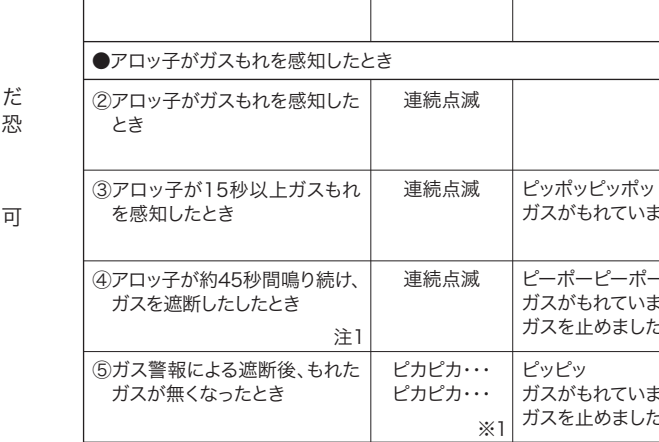 だ
恐
可
●アロッ子がガスもれを感知したとき
②アロッ子がガスもれを感知した
とき
連続点滅
③アロッ子が15秒以上ガスもれ
を感知したとき
連続点滅
ピッポッピッポッ
ガスがもれていま
④アロッ子が約45秒間鳴り続け、
ガスを遮断したしたとき
注1
連続点滅
ピーポーピーポー
ガスがもれていま
ガスを止めました
⑤ガス警報による遮断後、もれた
ガスが無くなったとき
ピカピカ･･･
ピカピカ･･･
※1
ピッピッ
ガスがもれていま
ガスを止めました